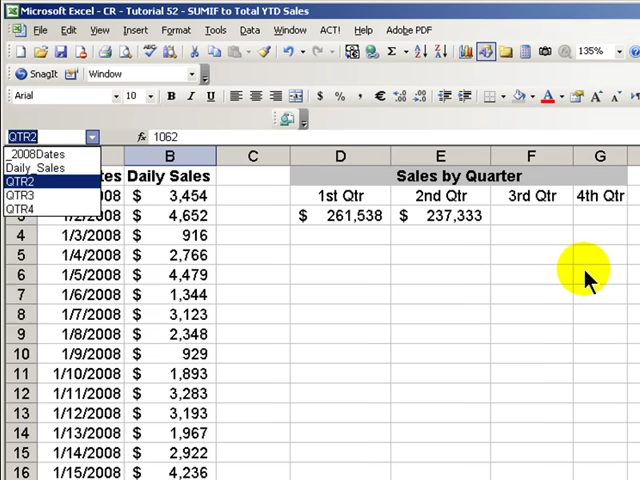 Microsoft Excel - CR - Tutorial 52 - SUMIF to Total YTD Sales
File Edit View Insert Format Tools Data Window ACT! Help Adobe PDF
135%
SnagIt Window
Arial 10 B I U $ % , €
QTR2 fx 1062
_2008Dates
Daily_Sales
QTR2
QTR3
QTR4
B C D E F G
Daily Sales Sales by Quarter
$ 3,454 1st Qtr 2nd Qtr 3rd Qtr 4th Qtr
$ 4,652 $ 261,538 $ 237,333
4 1/3/2008 $ 916
5 1/4/2008 $ 2,766
6 1/5/2008 $ 4,479
7 1/6/2008 $ 1,344
8 1/7/2008 $ 3,123
9 1/8/2008 $ 2,348
10 1/9/2008 $ 929
11 1/10/2008 $ 1,893
12 1/11/2008 $ 3,283
13 1/12/2008 $ 3,193
14 1/13/2008 $ 1,967
15 1/14/2008 $ 2,922
16 1/15/2008 $ 4,236